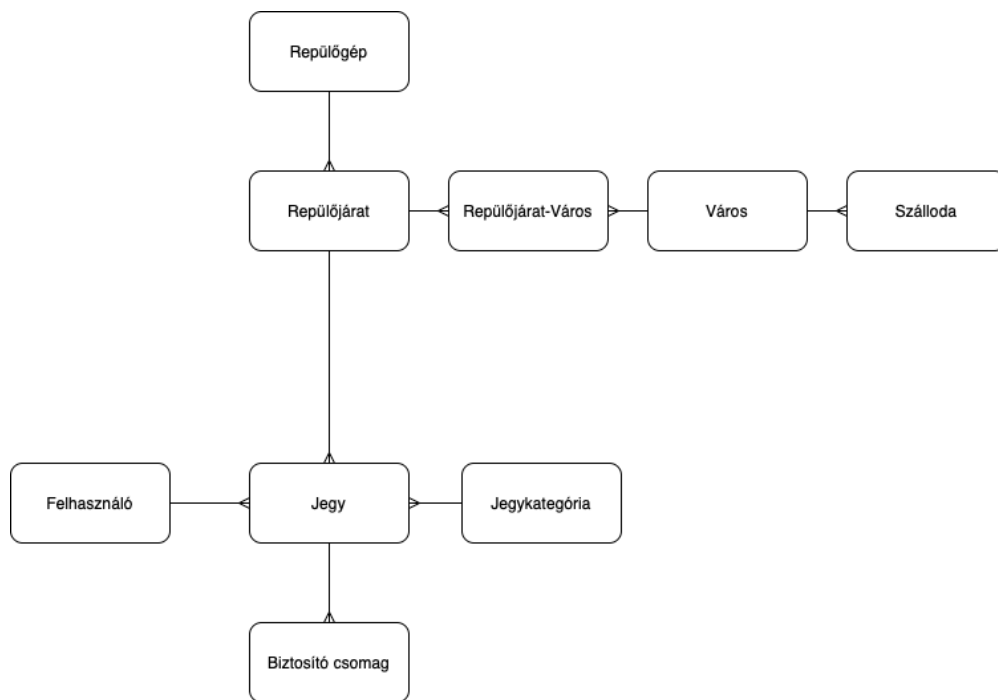 Repülőgép
Repülőjárat
Repülőjárat-Város
Város
Szálloda
Felhasználó
Jegy
Jegykategória
Biztosító csomag